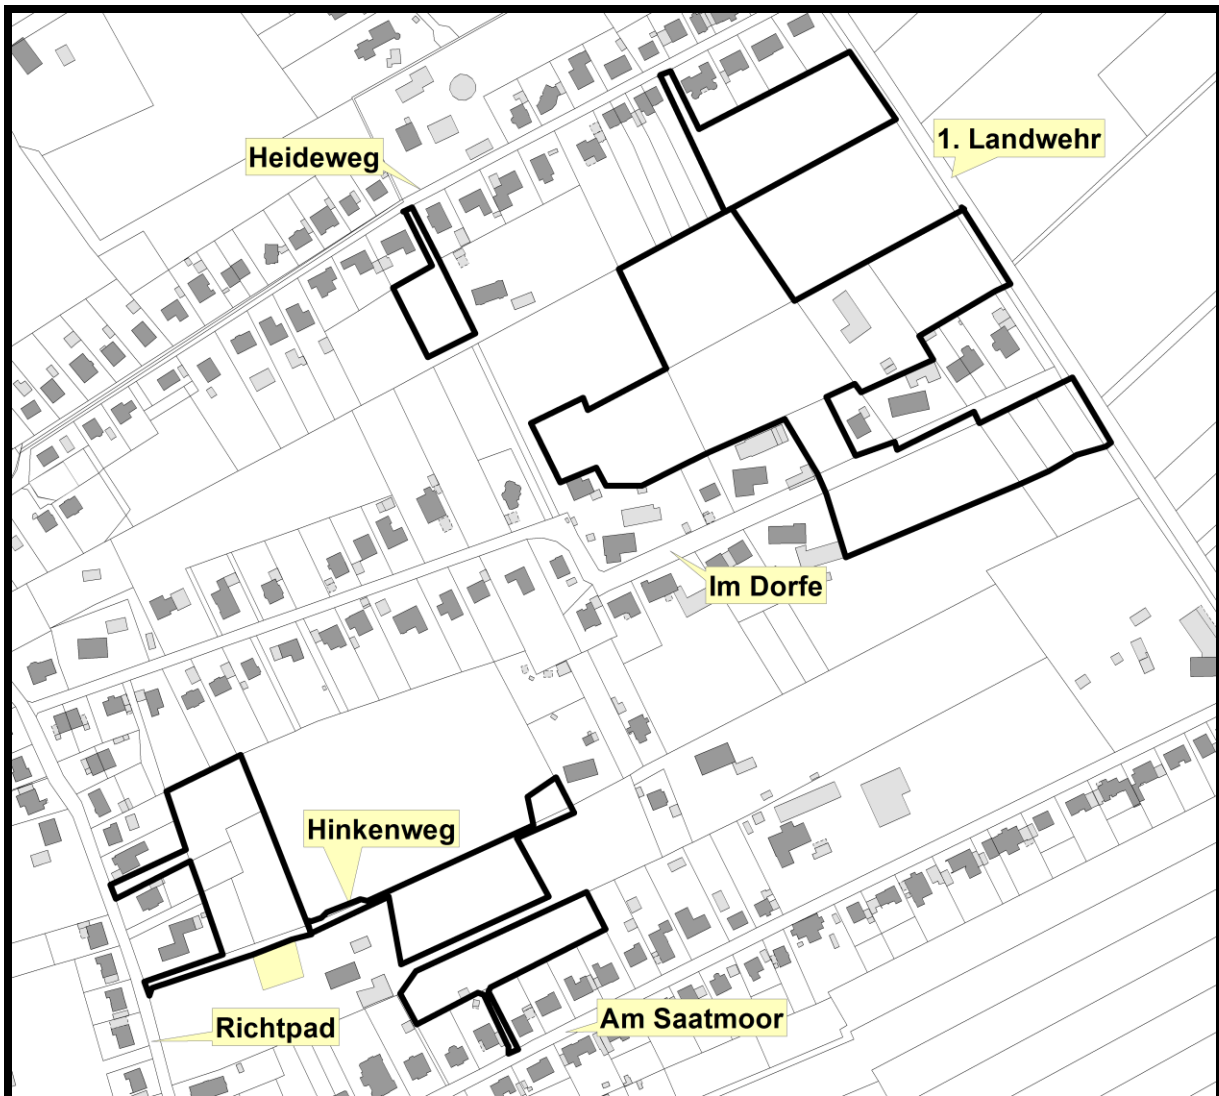 1. Landwehr
Heideweg
Im Dorfe
Hinkenweg
Am Saatmoor
Richtpad